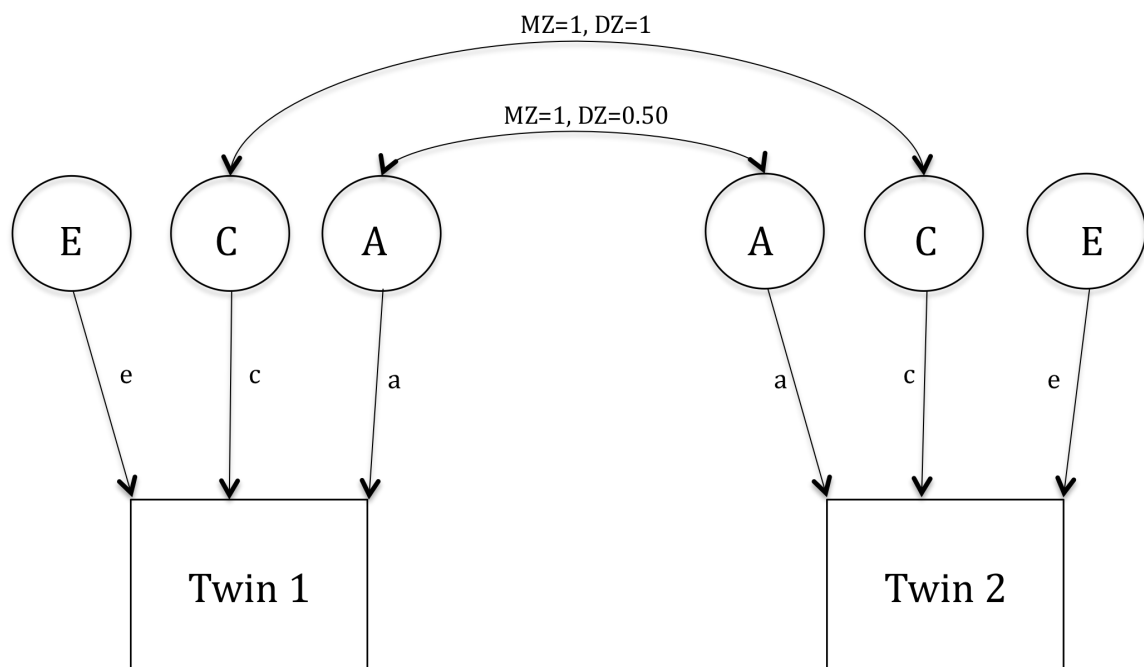 MZ=1, DZ=1
MZ=1, DZ=0.50
E C A A C E
e c a a c e
Twin 1 Twin 2